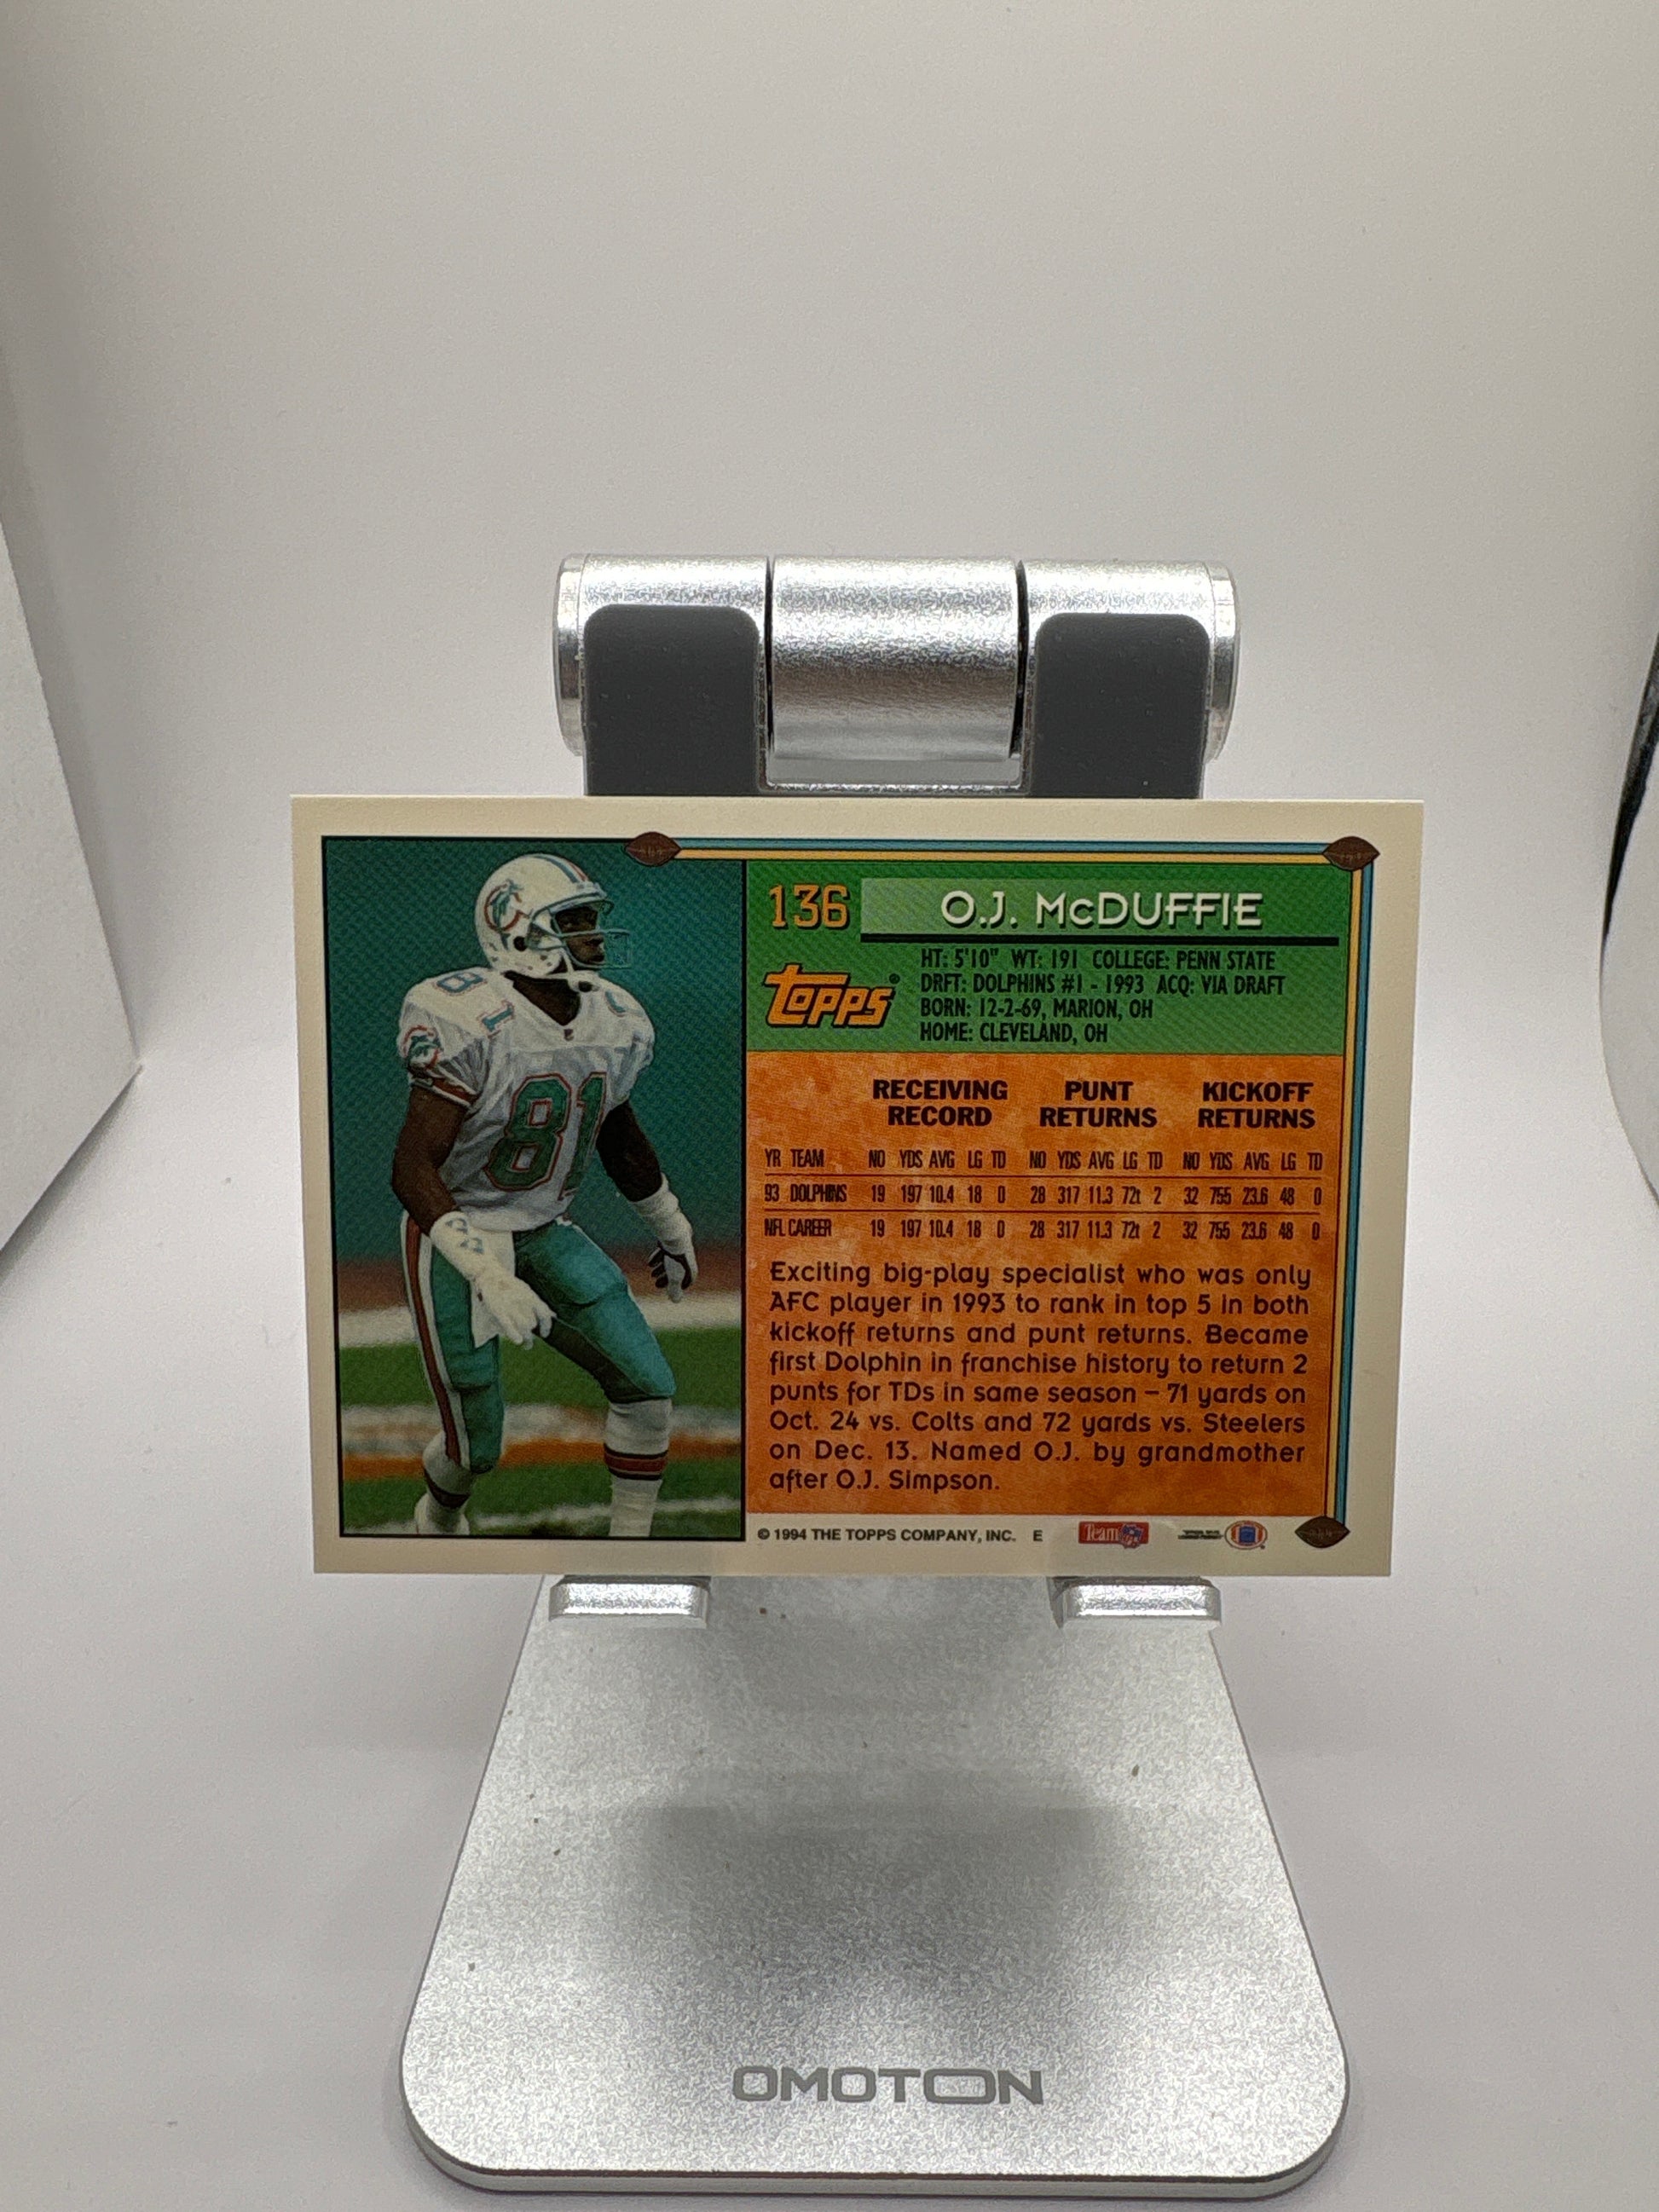 136 O.J. McDUFFIE
Topps®
HT: 5'10" WT: 191 COLLEGE: PENN STATE
DRFT: DOLPHINS #1 - 1993 ACQ: VIA DRAFT
BORN: 12-2-69, MARION, OH
HOME: CLEVELAND, OH
RECEIVING RECORD PUNT RETURNS KICKOFF RETURNS
YR TEAM NO YDS AVG LG TD NO YDS AVG LG TD NO YDS AVG LG TD
93 DOLPHINS 19 197 10.4 18 0 28 317 11.3 72t 2 32 755 23.6 48 0
NFL CAREER 19 197 10.4 18 0 28 317 11.3 72t 2 32 755 23.6 48 0
Exciting big-play specialist who was only
AFC player in 1993 to rank in top 5 in both
kickoff returns and punt returns. Became
first Dolphin in franchise history to return 2
punts for TDs in same season – 71 yards on
Oct. 24 vs. Colts and 72 yards vs. Steelers
on Dec. 13. Named O.J. by grandmother
after O.J. Simpson.
© 1994 THE TOPPS COMPANY, INC. E Team NFL
81
81
OMOTON